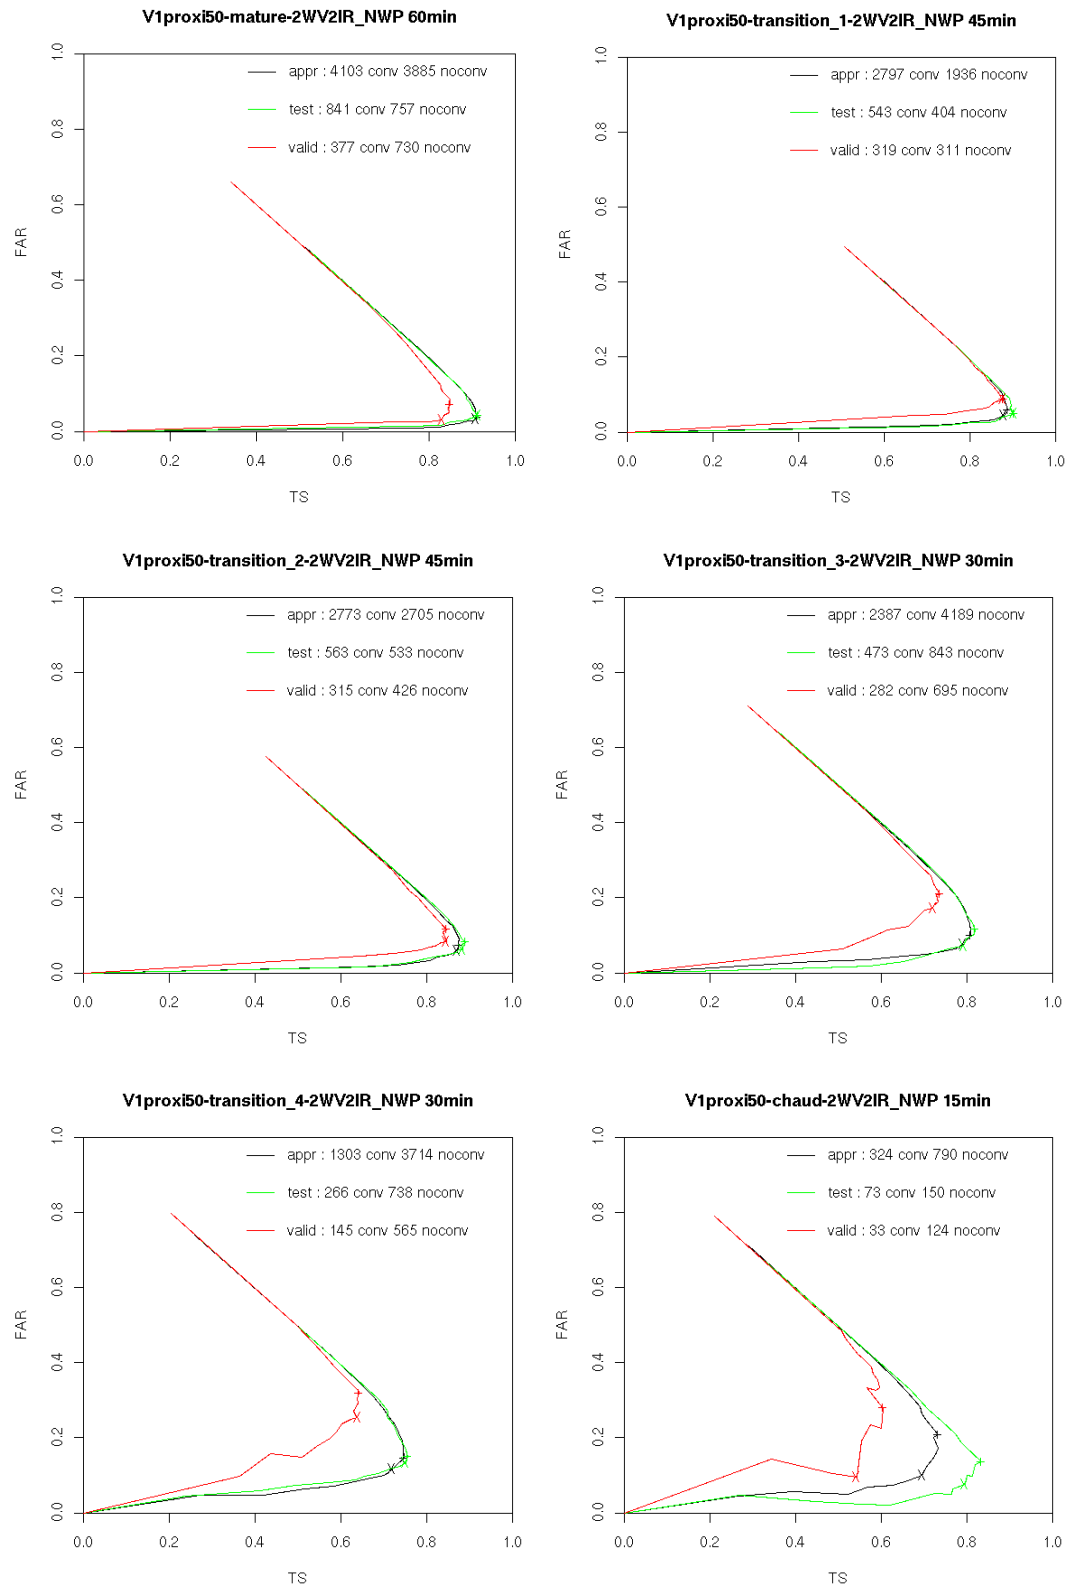 V1proxi50-mature-2WV2IR_NWP 60min
appr : 4103 conv 3885 noconv
test : 841 conv 757 noconv
valid : 377 conv 730 noconv
FAR
0.0 0.2 0.4 0.6 0.8 1.0
0.0 0.2 0.4 0.6 0.8 1.0
TS
V1proxi50-transition_1-2WV2IR_NWP 45min
appr : 2797 conv 1936 noconv
test : 543 conv 404 noconv
valid : 319 conv 311 noconv
FAR
0.0 0.2 0.4 0.6 0.8 1.0
0.0 0.2 0.4 0.6 0.8 1.0
TS
V1proxi50-transition_2-2WV2IR_NWP 45min
appr : 2773 conv 2705 noconv
test : 563 conv 533 noconv
valid : 315 conv 426 noconv
FAR
0.0 0.2 0.4 0.6 0.8 1.0
0.0 0.2 0.4 0.6 0.8 1.0
TS
V1proxi50-transition_3-2WV2IR_NWP 30min
appr : 2387 conv 4189 noconv
test : 473 conv 843 noconv
valid : 282 conv 695 noconv
FAR
0.0 0.2 0.4 0.6 0.8 1.0
0.0 0.2 0.4 0.6 0.8 1.0
TS
V1proxi50-transition_4-2WV2IR_NWP 30min
appr : 1303 conv 3714 noconv
test : 266 conv 738 noconv
valid : 145 conv 565 noconv
FAR
0.0 0.2 0.4 0.6 0.8 1.0
0.0 0.2 0.4 0.6 0.8 1.0
TS
V1proxi50-chaud-2WV2IR_NWP 15min
appr : 324 conv 790 noconv
test : 73 conv 150 noconv
valid : 33 conv 124 noconv
FAR
0.0 0.2 0.4 0.6 0.8 1.0
0.0 0.2 0.4 0.6 0.8 1.0
TS